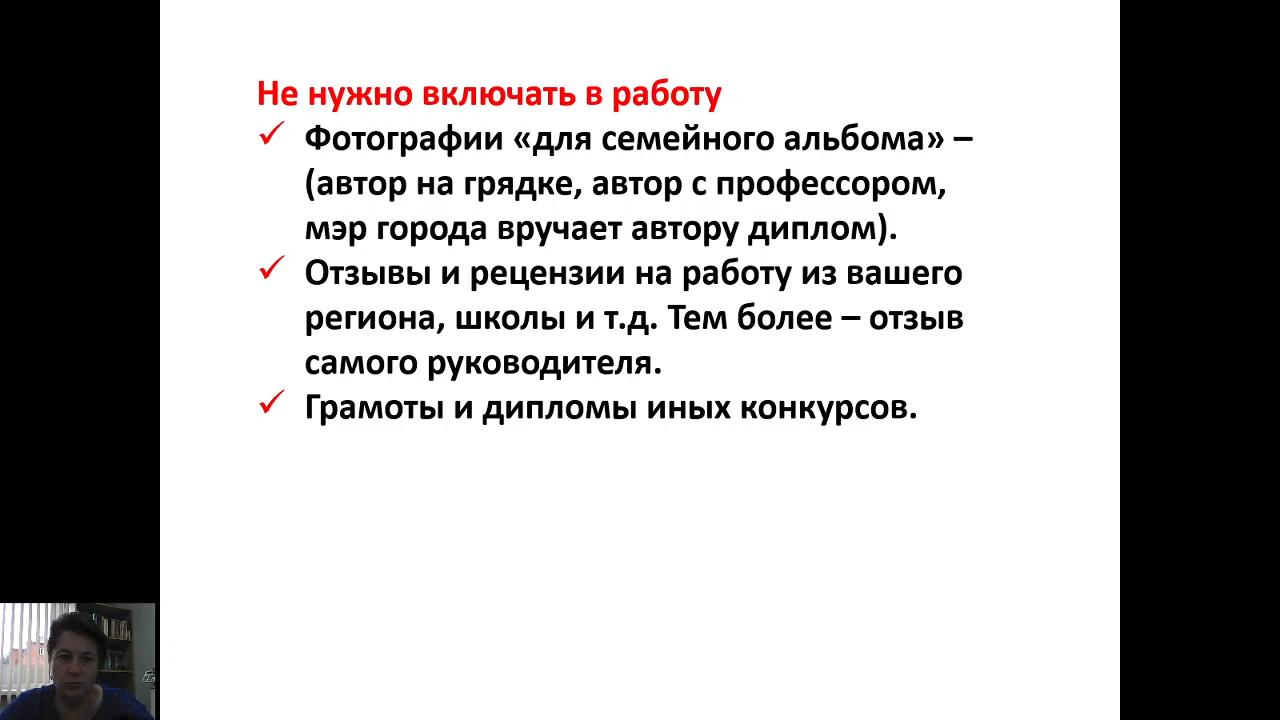 Не нужно включать в работу
✓ Фотографии «для семейного альбома» –
(автор на грядке, автор с профессором,
мэр города вручает автору диплом).
✓ Отзывы и рецензии на работу из вашего
региона, школы и т.д. Тем более – отзыв
самого руководителя.
✓ Грамоты и дипломы иных конкурсов.